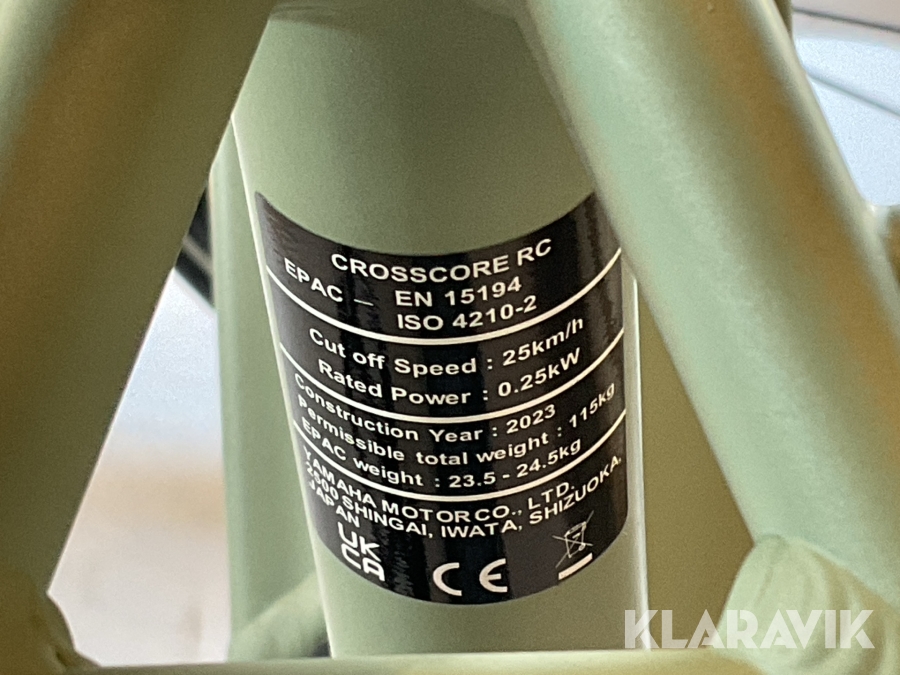 CROSSCORE RC
EPAC – EN 15194
ISO 4210-2
Cut off Speed : 25km/h
Rated Power : 0.25kW
Construction Year : 2023
permissible total weight : 115kg
EPAC weight : 23.5 - 24.5kg
YAMAHA MOTOR CO., LTD.
2500 SHINGAI, IWATA, SHIZUOKA,
JAPAN
UK
CA
CE
KLARAVIK